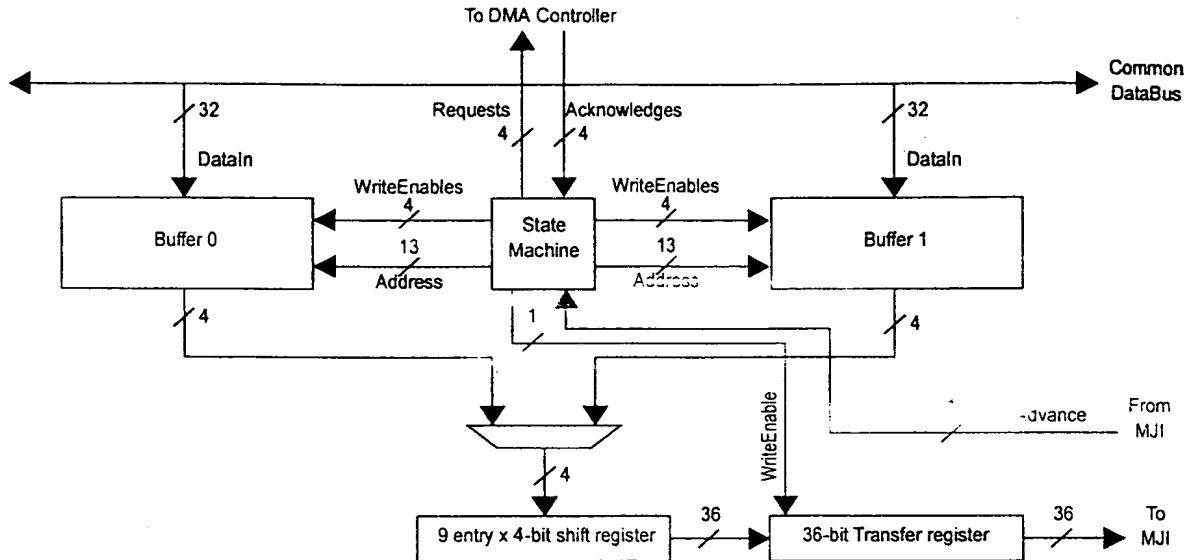 To DMA Controller
Common
DataBus
32
Requests
4
Acknowledges
4
32
DataIn
DataIn
WriteEnables
4
WriteEnables
4
Buffer 0
State
Machine
Buffer 1
13
Address
13
Address
4
1
4
-dvance
From
MJI
WriteEnable
4
9 entry x 4-bit shift register
36
36-bit Transfer register
36
To
MJI